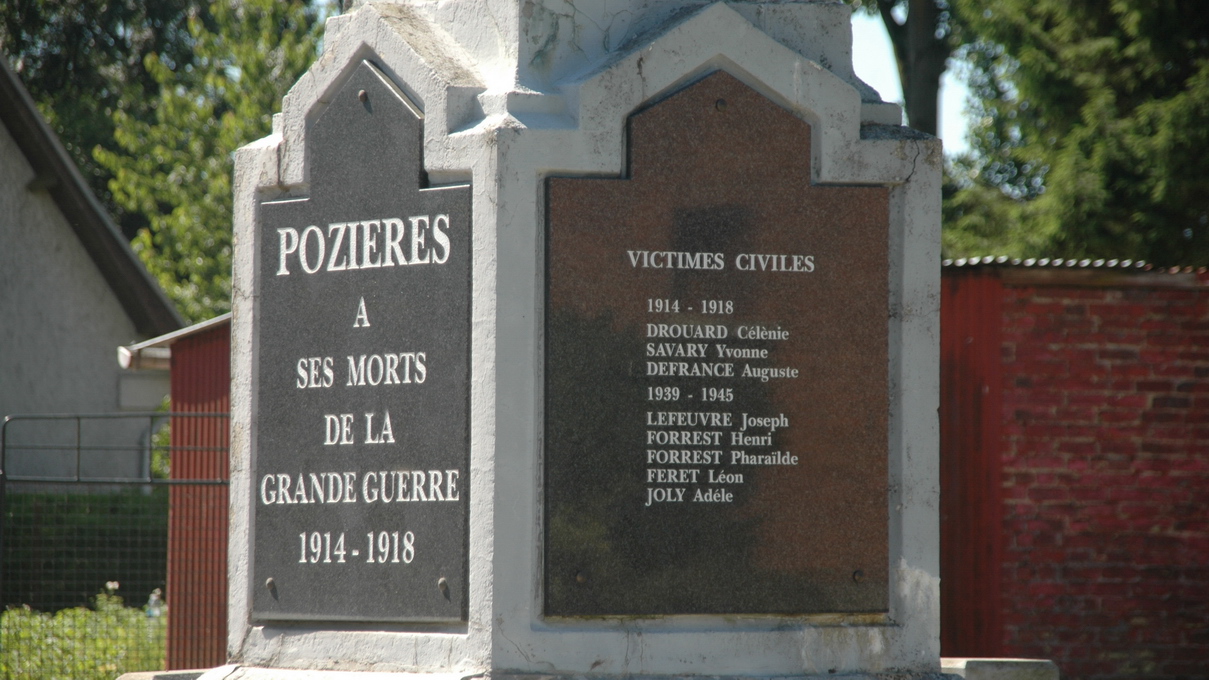 POZIERES
A
SES MORTS
DE LA
GRANDE GUERRE
1914 - 1918
VICTIMES CIVILES
1914 - 1918
DROUARD Célènie
SAVARY Yvonne
DEFRANCE Auguste
1939 - 1945
LEFEUVRE Joseph
FORREST Henri
FORREST Pharaïlde
FERET Léon
JOLY Adéle